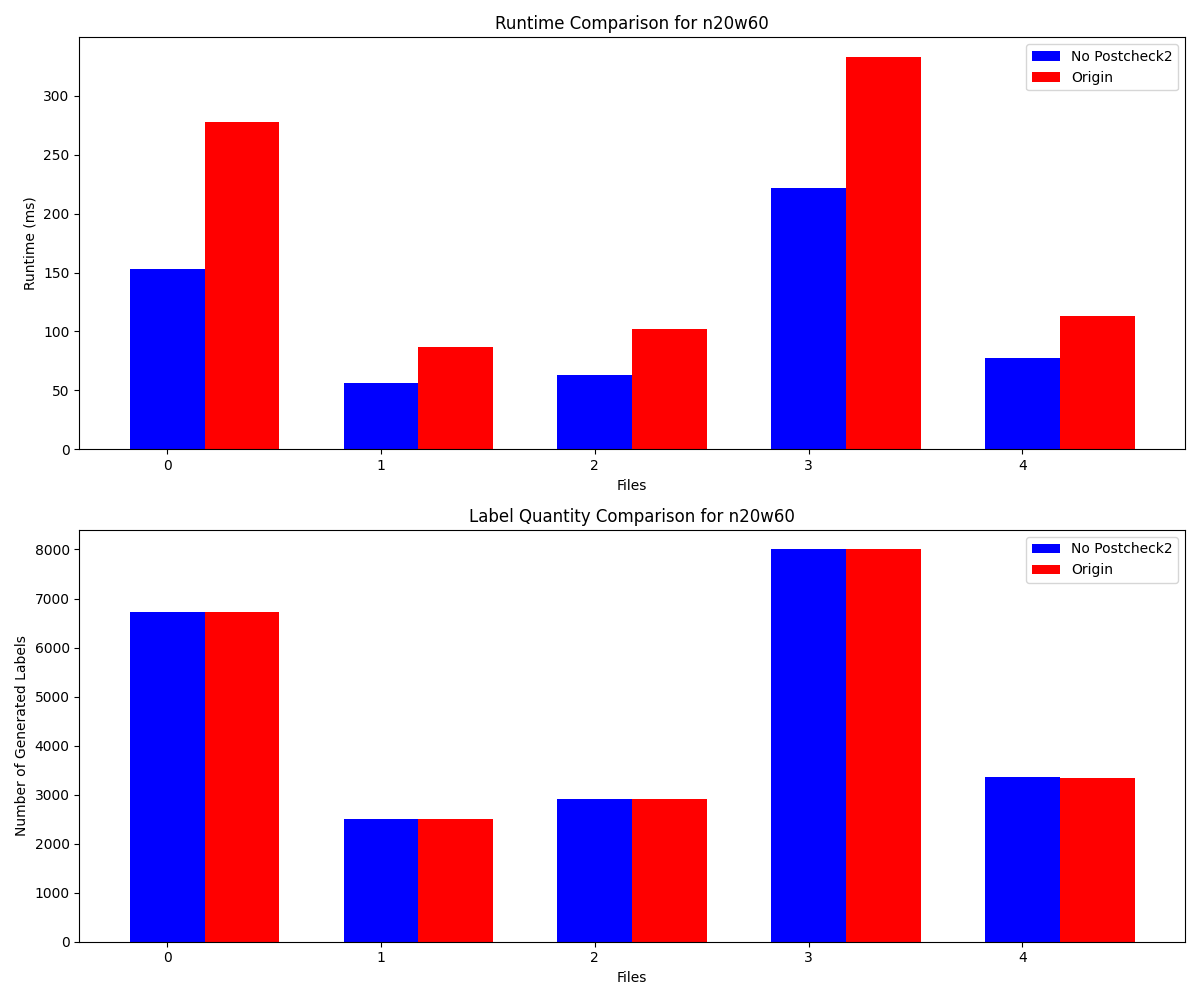 Runtime Comparison for n20w60
Runtime (ms)
300
250
200
150
100
50
0
No Postcheck2
Origin
0 1 2 3 4
Files
Label Quantity Comparison for n20w60
Number of Generated Labels
8000
7000
6000
5000
4000
3000
2000
1000
0
No Postcheck2
Origin
0 1 2 3 4
Files